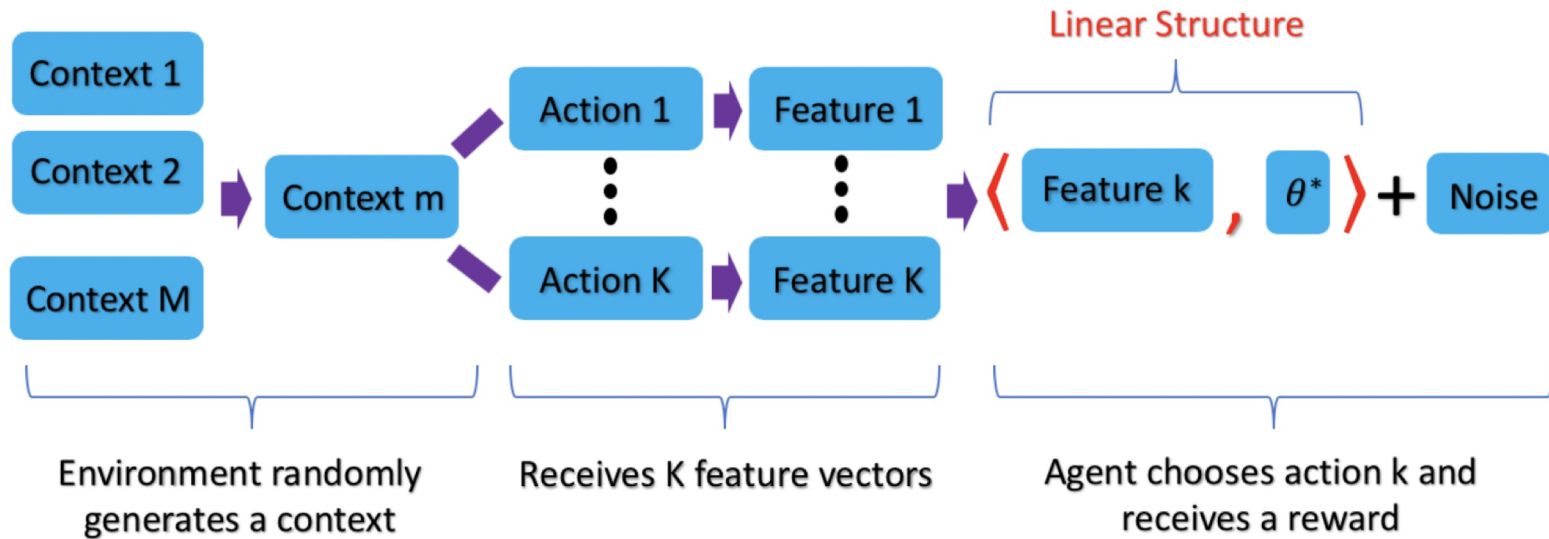 Linear Structure
Context 1
Context 2
Context M
Context m
Action 1
Feature 1
Action K
Feature K
⟨ Feature k , θ* ⟩ + Noise
Environment randomly
generates a context
Receives K feature vectors
Agent chooses action k and
receives a reward